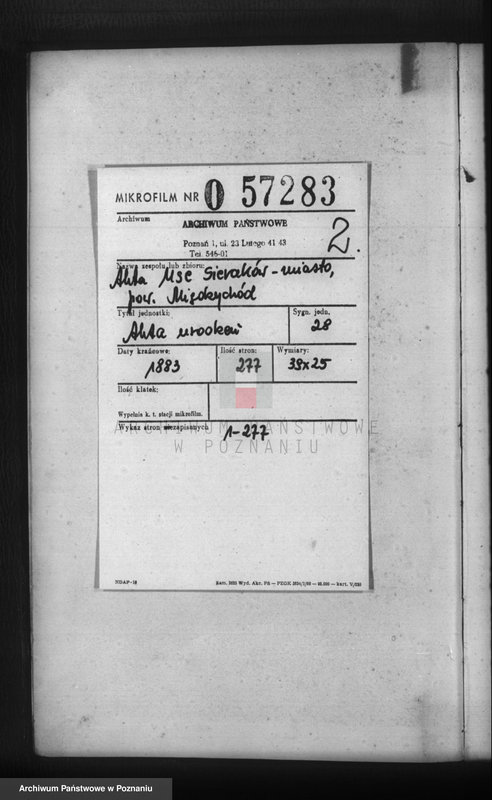 MIKROFILM NR 0 57283
Archiwum
ARCHIWUM PAŃSTWOWE
Poznań 1, ul. 23 Lutego 41 43
Tel 546-01
2.
Nazwa zespołu lub zbioru:
Akta USC Sieraków-miasto,
pow. Międzychód
Tytuł jednostki:
Akta urodzeń
Sygn. jedn.
28
Daty krańcowe:
1883
Ilość stron:
277
Wymiary:
39x25
Ilość klatek:
Wypełnia k. t. stacji mikrofilm.
Wykaz stron niezapisanych
1-277
ARCHIWUM PAŃSTWOWE
W POZNANIU
NDAP-18
Archiwum Państwowe w Poznaniu